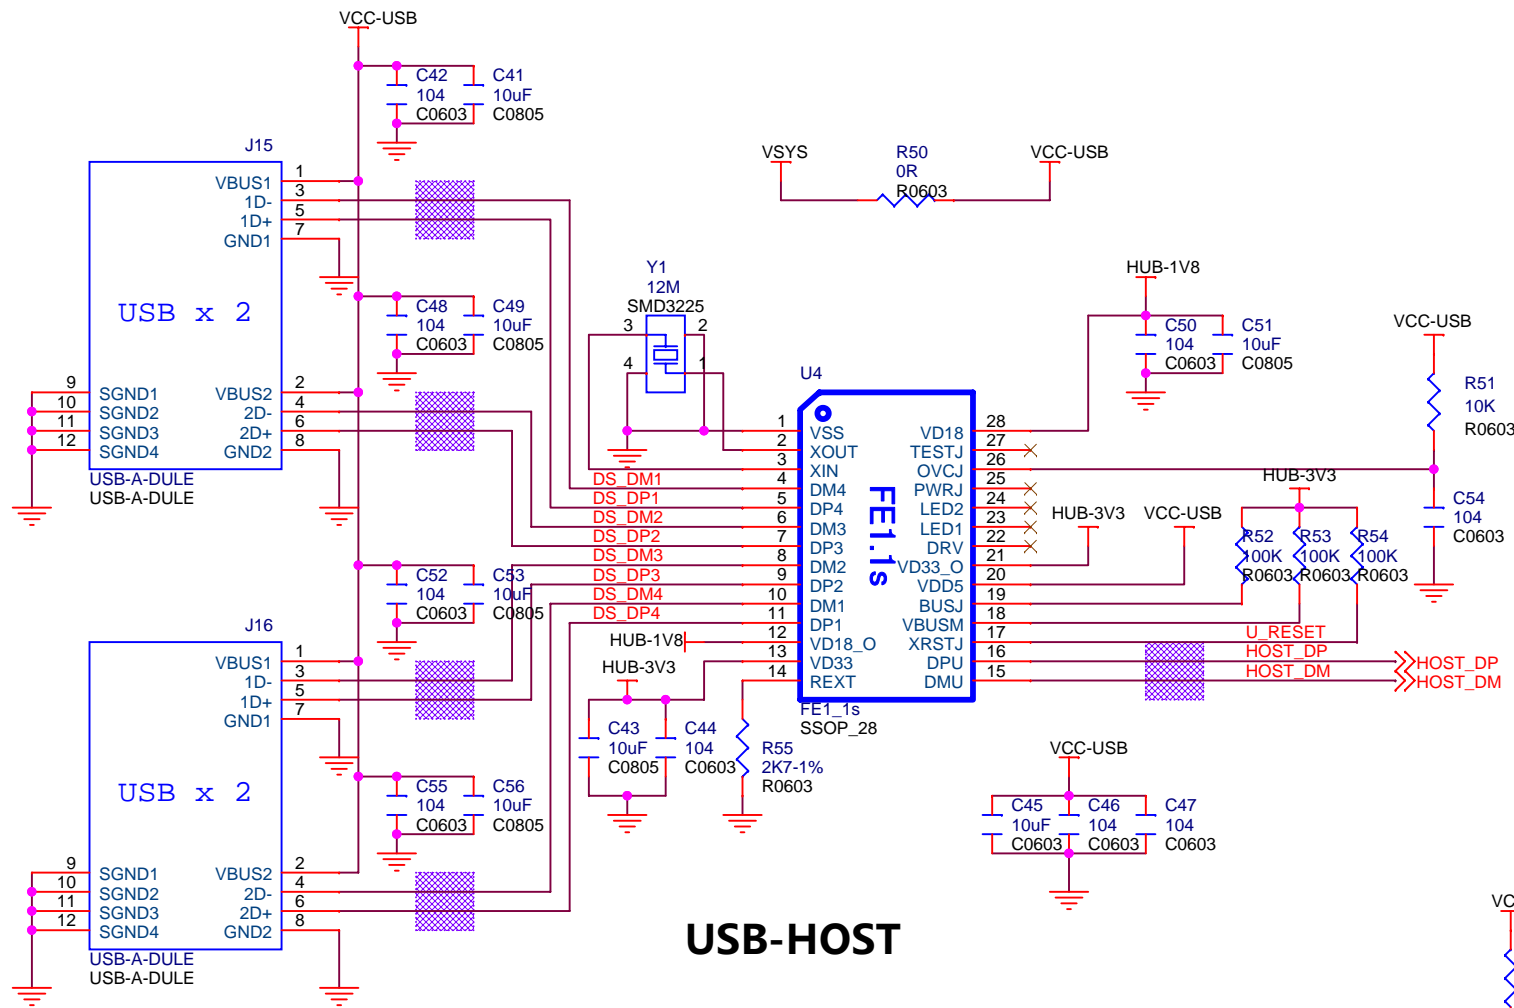 VCC-USB
C42
104
C0603
C41
10uF
C0805
J15
VBUS1 1
1D- 3
1D+ 5
GND1 7
USB x 2
9 SGND1
10 SGND2
11 SGND3
12 SGND4
VBUS2 2
2D- 4
2D+ 6
GND2 8
USB-A-DULE
USB-A-DULE
C48
104
C0603
C49
10uF
C0805
VSYS
R50
0R
R0603
VCC-USB
Y1
12M
SMD3225
3
2
4
1
HUB-1V8
C50
104
C0603
C51
10uF
C0805
VCC-USB
R51
10K
R0603
C54
104
C0603
U4
1 VSS
2 XOUT
3 XIN
DS_DM1 4 DM4
DS_DP1 5 DP4
DS_DM2 6 DM3
DS_DP2 7 DP3
DS_DM3 8 DM2
DS_DP3 9 DP2
DS_DM4 10 DM1
DS_DP4 11 DP1
HUB-1V8 12 VD18_O
13 VD33
14 REXT
FE1.1s
VD18 28
TESTJ 27
OVCJ 26
PWRJ 25
LED2 24
LED1 23
DRV 22
VD33_O 21
VDD5 20
BUSJ 19
VBUSM 18
XRSTJ 17 U_RESET
DPU 16 HOST_DP HOST_DP
DMU 15 HOST_DM HOST_DM
FE1_1s
SSOP_28
HUB-3V3
VCC-USB
HUB-3V3
R52
100K
R0603
R53
100K
R0603
R54
100K
R0603
C52
104
C0603
C53
10uF
C0805
HUB-3V3
C43
10uF
C0805
C44
104
C0603
R55
2K7-1%
R0603
J16
VBUS1 1
1D- 3
1D+ 5
GND1 7
USB x 2
9 SGND1
10 SGND2
11 SGND3
12 SGND4
VBUS2 2
2D- 4
2D+ 6
GND2 8
USB-A-DULE
USB-A-DULE
C55
104
C0603
C56
10uF
C0805
VCC-USB
C45
10uF
C0603
C46
104
C0603
C47
104
C0603
USB-HOST
VC